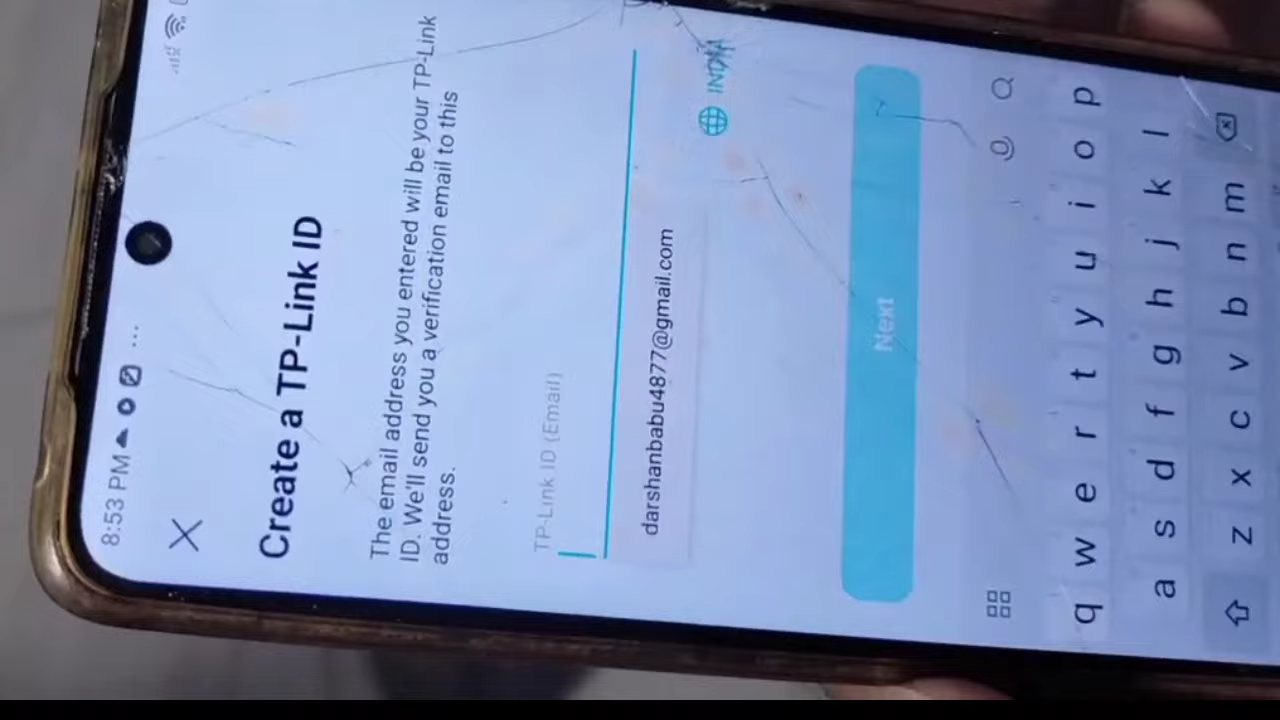 8:53 PM
Create a TP-Link ID
The email address you entered will be your TP-Link
ID. We'll send you a verification email to this
address.
TP-Link ID (Email)
darshanbabu4877@gmail.com
INDIA
Next
q w e r t y u i o p
a s d f g h j k l
z x c v b n m